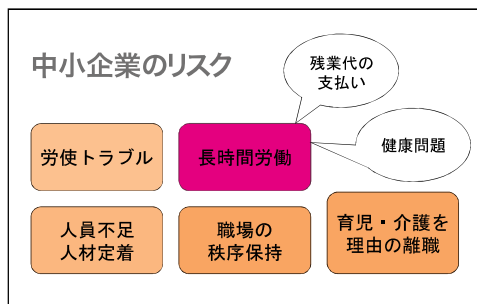 中小企業のリスク
残業代の
支払い
健康問題
労使トラブル
長時間労働
人員不足
人材定着
職場の
秩序保持
育児・介護を
理由の離職